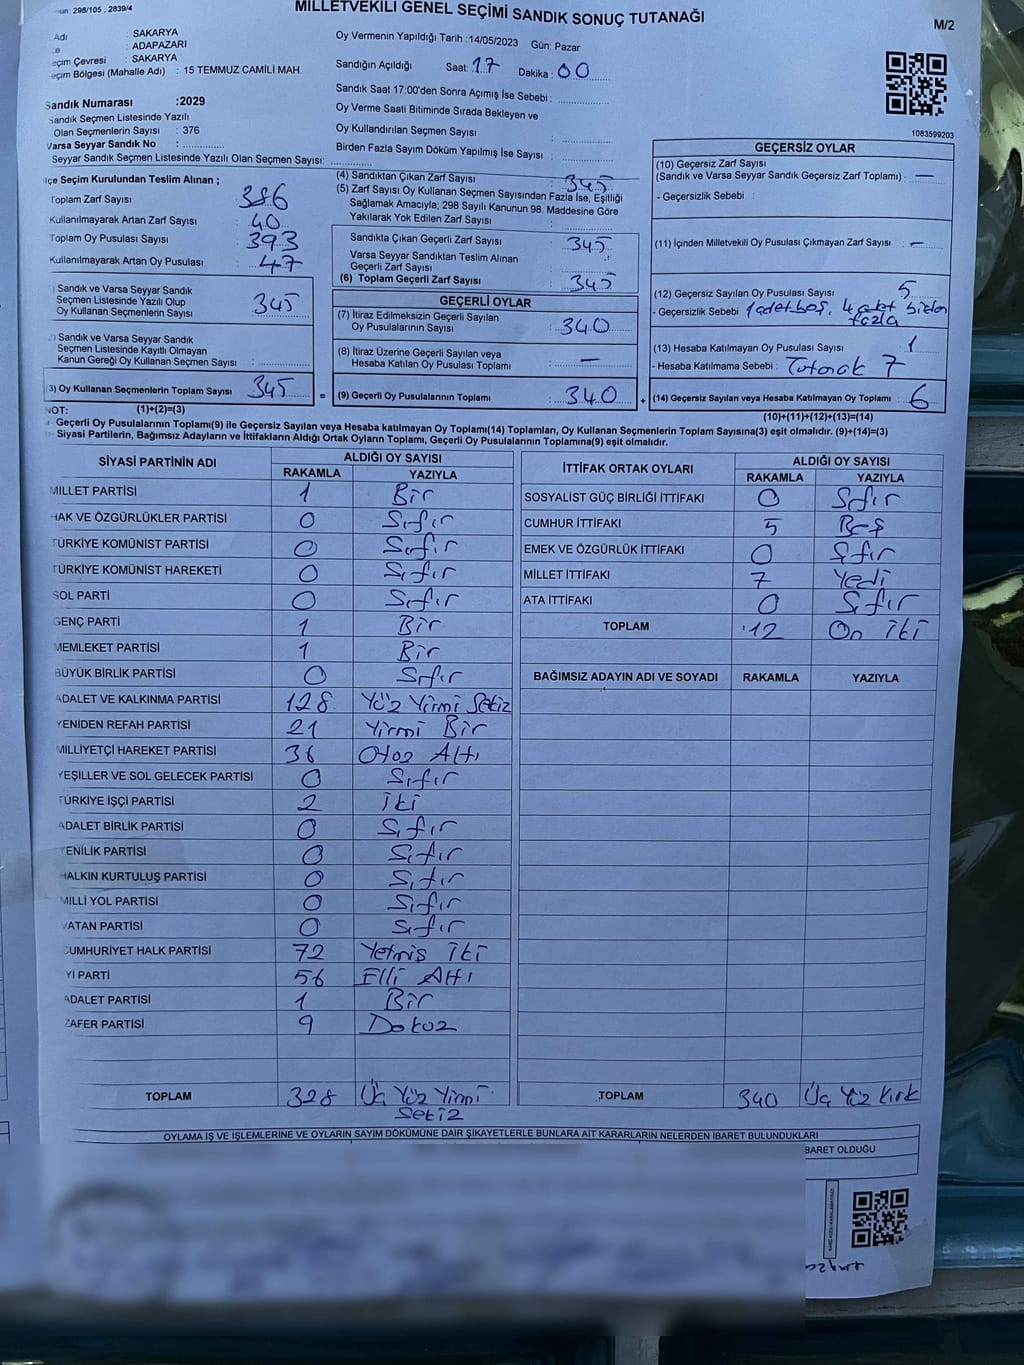 MİLLETVEKİLİ GENEL SEÇİMİ SANDIK SONUÇ TUTANAĞI
298/105 , 2839/4
M/2
Adı : SAKARYA
: ADAPAZARI
eçim Çevresi : SAKARYA
eçim Bölgesi (Mahalle Adı) : 15 TEMMUZ CAMİLİ MAH.
Sandık Numarası :2029
Sandık Seçmen Listesinde Yazılı
Olan Seçmenlerin Sayısı : 376
Varsa Seyyar Sandık No :
Seyyar Sandık Seçmen Listesinde Yazılı Olan Seçmen Sayısı:
Oy Vermenin Yapıldığı Tarih :14/05/2023 Gün: Pazar
Sandığın Açıldığı Saat: 17 Dakika : 00
Sandık Saat 17:00'den Sonra Açımış İse Sebebi :
Oy Verme Saati Bitiminde Sırada Bekleyen ve
Oy Kullandırılan Seçmen Sayısı :
Birden Fazla Sayım Döküm Yapılmış İse Sayısı :
1083599203
lçe Seçim Kurulundan Teslim Alınan ;
Toplam Zarf Sayısı : 386
Kullanılmayarak Artan Zarf Sayısı : 40
Toplam Oy Pusulası Sayısı : 393
Kullanılmayarak Artan Oy Pusulası : 47
) Sandık ve Varsa Seyyar Sandık
Seçmen Listesinde Yazılı Olup
Oy Kullanan Seçmenlerin Sayısı : 345
) Sandık ve Varsa Seyyar Sandık
Seçmen Listesinde Kayıtlı Olmayan
Kanun Gereği Oy Kullanan Seçmen Sayısı :
3) Oy Kullanan Seçmenlerin Toplam Sayısı : 345
(4) Sandıktan Çıkan Zarf Sayısı : 345
(5) Zarf Sayısı Oy Kullanan Seçmen Sayısından Fazla İse, Eşitliği
Sağlamak Amacıyla; 298 Sayılı Kanunun 98. Maddesine Göre
Yakılarak Yok Edilen Zarf Sayısı :
Sandıkta Çıkan Geçerli Zarf Sayısı : 345
Varsa Seyyar Sandıktan Teslim Alınan
Geçerli Zarf Sayısı :
(6) Toplam Geçerli Zarf Sayısı : 345
GEÇERLİ OYLAR
(7) İtiraz Edilmeksizin Geçerli Sayılan
Oy Pusulalarının Sayısı : 340
(8) İtiraz Üzerine Geçerli Sayılan veya
Hesaba Katılan Oy Pusulası Toplamı : —
= (9) Geçerli Oy Pusulalarının Toplamı : 340
GEÇERSİZ OYLAR
(10) Geçersiz Zarf Sayısı
(Sandık ve Varsa Seyyar Sandık Geçersiz Zarf Toplamı) : —
- Geçersizlik Sebebi :
(11) İçinden Milletvekili Oy Pusulası Çıkmayan Zarf Sayısı : —
(12) Geçersiz Sayılan Oy Pusulası Sayısı : 5
- Geçersizlik Sebebi : 1 adet boş, 4 adet birden
fazla
(13) Hesaba Katılmayan Oy Pusulası Sayısı : 1
- Hesaba Katılmama Sebebi : Tutanak 7
+ (14) Geçersiz Sayılan veya Hesaba Katılmayan Oy Toplamı : 6
NOT: (1)+(2)=(3)
(10)+(11)+(12)+(13)=(14)
- Geçerli Oy Pusulalarının Toplamı(9) ile Geçersiz Sayılan veya Hesaba katılmayan Oy Toplamı(14) Toplamları, Oy Kullanan Seçmenlerin Toplam Sayısına(3) eşit olmalıdır. (9)+(14)=(3)
- Siyasi Partilerin, Bağımsız Adayların ve İttifakların Aldığı Ortak Oyların Toplamı, Geçerli Oy Pusulalarının Toplamına(9) eşit olmalıdır.
SİYASİ PARTİNİN ADI ALDIĞI OY SAYISI
RAKAMLA YAZIYLA
MİLLET PARTİSİ 1 Bir
HAK VE ÖZGÜRLÜKLER PARTİSİ 0 Sıfır
TÜRKİYE KOMÜNİST PARTİSİ 0 Sıfır
TÜRKİYE KOMÜNİST HAREKETİ 0 Sıfır
SOL PARTİ 0 Sıfır
GENÇ PARTİ 1 Bir
MEMLEKET PARTİSİ 1 Bir
BÜYÜK BİRLİK PARTİSİ 0 Sıfır
ADALET VE KALKINMA PARTİSİ 128 Yüz Yirmi Sekiz
YENİDEN REFAH PARTİSİ 21 Yirmi Bir
MİLLİYETÇİ HAREKET PARTİSİ 36 Otuz Altı
YEŞİLLER VE SOL GELECEK PARTİSİ 0 Sıfır
TÜRKİYE İŞÇİ PARTİSİ 2 İki
ADALET BİRLİK PARTİSİ 0 Sıfır
YENİLİK PARTİSİ 0 Sıfır
HALKIN KURTULUŞ PARTİSİ 0 Sıfır
MİLLİ YOL PARTİSİ 0 Sıfır
VATAN PARTİSİ 0 Sıfır
CUMHURİYET HALK PARTİSİ 72 Yetmiş İki
İYİ PARTİ 56 Elli Altı
ADALET PARTİSİ 1 Bir
ZAFER PARTİSİ 9 Dokuz
TOPLAM 328 Üç Yüz Yirmi
Sekiz
İTTİFAK ORTAK OYLARI ALDIĞI OY SAYISI
RAKAMLA YAZIYLA
SOSYALİST GÜÇ BİRLİĞİ İTTİFAKI 0 Sıfır
CUMHUR İTTİFAKI 5 Beş
EMEK VE ÖZGÜRLÜK İTTİFAKI 0 Sıfır
MİLLET İTTİFAKI 7 Yedi
ATA İTTİFAKI 0 Sıfır
TOPLAM 12 On İki
BAĞIMSIZ ADAYIN ADI VE SOYADI RAKAMLA YAZIYLA
TOPLAM 340 Üç Yüz Kırk
OYLAMA İŞ VE İŞLEMLERİNE VE OYLARIN SAYIM DÖKÜMÜNE DAİR ŞİKAYETLERLE BUNLARA AİT KARARLARIN NELERDEN İBARET BULUNDUKLARI
BARET OLDUĞU